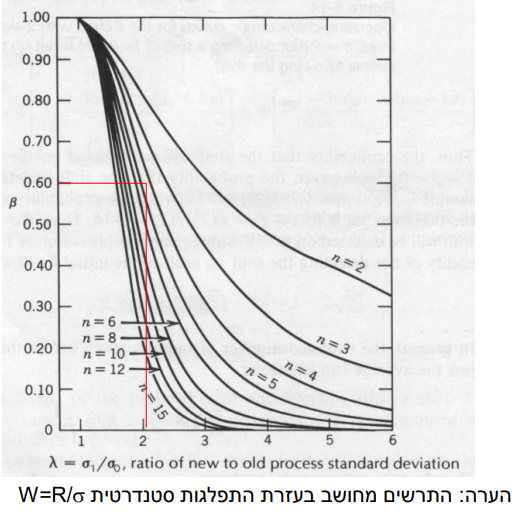 1.00
0.90
0.80
0.70
0.60
β
0.50
0.40
0.30
0.20
0.10
0
n = 2
n = 3
n = 4
n = 5
n = 6
n = 8
n = 10
n = 12
n = 15
1 2 3 4 5 6
λ = σ₁/σ₀, ratio of new to old process standard deviation
הערה: התרשים מחושב בעזרת התפלגות סטנדרטית W=R/σ